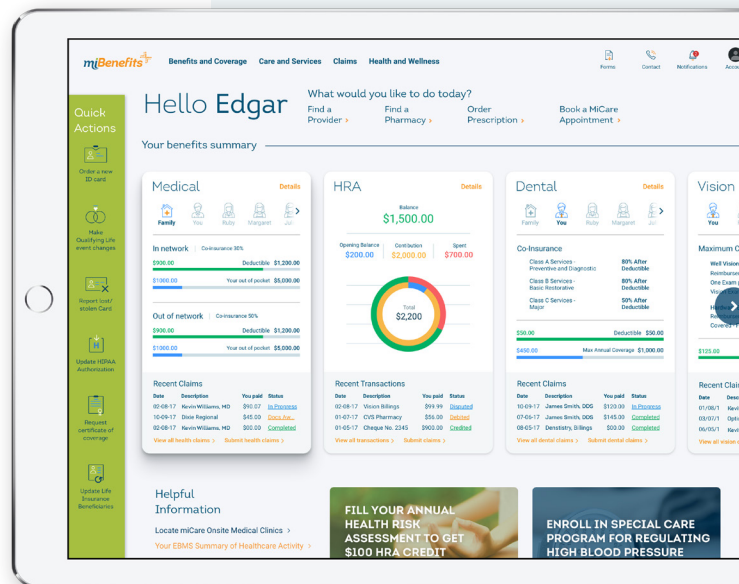 miBenefits
Benefits and Coverage
Care and Services
Claims
Health and Wellness
Forms
Contact
Notifications
Quick
Actions
Order a new
ID card
Make
Qualifying Life
event changes
Report lost/
stolen Card
Update HIPAA
Authorization
Request
certificate of
coverage
Update Life
Insurance
Beneficiaries
Hello Edgar
What would you like to do today?
Find a
Provider >
Find a
Pharmacy >
Order
Prescription >
Book a MiCare
Appointment >
Your benefits summary
Medical
Details
Family
You
Ruby
Margaret
In network
Co-insurance 30%
$900.00
Deductible $1,200.00
$1000.00
Your out of pocket $5,000.00
Out of network
Co-insurance 50%
$900.00
Deductible $1,200.00
$1000.00
Your out of pocket $5,000.00
Recent Claims
Date Description You paid Status
02-08-17 Kevin Williams, MD $90.07 In Progress
10-09-17 Dixie Regional $45.00
02-08-17 Kevin Williams, MD $00.00 Completed
View all health claims > Submit health claims >
HRA
Details
Balance
$1,500.00
Opening Balance
$200.00
Contribution
$2,000.00
Spent
$700.00
Total
$2,200
Recent Transactions
Date Description You paid Status
02-08-17 Vision Billings $99.99 Disputed
01-07-17 CVS Pharmacy $56.00 Debited
01-05-17 Cheque No. 2345 $900.00 Credited
View all transactions > Submit claims >
Dental
Details
Family
You
Ruby
Margaret
Co-Insurance
Class A Services -
Preventive and Diagnostic
80% After
Deductible
Class B Services -
Basic Restorative
80% After
Deductible
Class C Services -
Major
50% After
Deductible
$50.00
Deductible $50.00
$450.00
Max Annual Coverage $1,000.00
Recent Claims
Date Description You paid Status
10-09-17 James Smith, DDS $120.00 In Progress
07-06-17 James Smith, DDS $145.00 Completed
08-05-17 Denstistry, Billings $00.00 Completed
View all dental claims > Submit dental claims >
Vision
You
Well Vision
One Exam
$125.00
Helpful
Information
Locate miCare Onsite Medical Clinics >
Your EBMS Summary of Healthcare Activity >
FILL YOUR ANNUAL
HEALTH RISK
ASSESSMENT TO GET
$100 HRA CREDIT
ENROLL IN SPECIAL CARE
PROGRAM FOR REGULATING
HIGH BLOOD PRESSURE